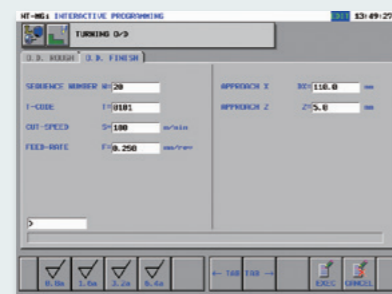 HT-MG: INTERACTIVE PROGRAMMING 13:49:27
TURNING O/D
O.D. ROUGH O.D. FINISH
SEQUENCE NUMBER N= 20
T-CODE T= 0101
CUT-SPEED S= 180 m/min
FEED-RATE F= 0.250 mm/rev
APPROACH X DX= 110.0 mm
APPROACH Z Z= 5.0 mm
>
0.8a 1.6a 3.2a 6.4a ← TAB TAB → EXEC CANCEL